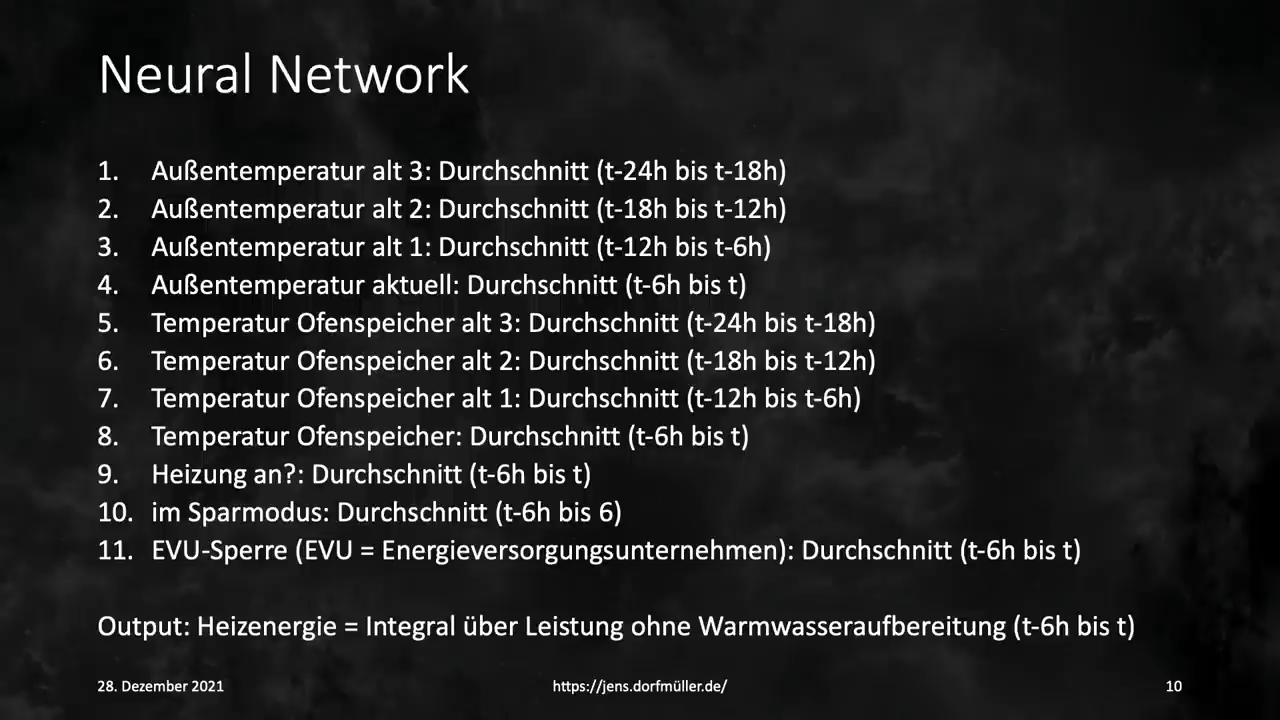 Neural Network
1. Außentemperatur alt 3: Durchschnitt (t-24h bis t-18h)
2. Außentemperatur alt 2: Durchschnitt (t-18h bis t-12h)
3. Außentemperatur alt 1: Durchschnitt (t-12h bis t-6h)
4. Außentemperatur aktuell: Durchschnitt (t-6h bis t)
5. Temperatur Ofenspeicher alt 3: Durchschnitt (t-24h bis t-18h)
6. Temperatur Ofenspeicher alt 2: Durchschnitt (t-18h bis t-12h)
7. Temperatur Ofenspeicher alt 1: Durchschnitt (t-12h bis t-6h)
8. Temperatur Ofenspeicher: Durchschnitt (t-6h bis t)
9. Heizung an?: Durchschnitt (t-6h bis t)
10. im Sparmodus: Durchschnitt (t-6h bis 6)
11. EVU-Sperre (EVU = Energieversorgungsunternehmen): Durchschnitt (t-6h bis t)
Output: Heizenergie = Integral über Leistung ohne Warmwasseraufbereitung (t-6h bis t)
28. Dezember 2021
https://jens.dorfmüller.de/
10